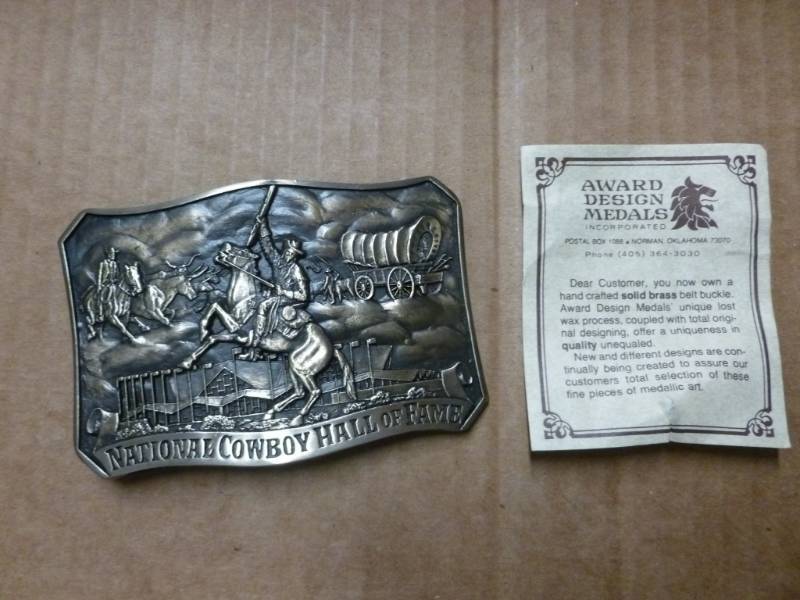 NATIONAL COWBOY HALL OF FAME
AWARD
DESIGN
MEDALS
INCORPORATED
POSTAL BOX 1088 ▲ NORMAN, OKLAHOMA 73070
Phone (405) 364-3030
Dear Customer, you now own a
hand crafted solid brass belt buckle.
Award Design Medals' unique lost
wax process, coupled with total origi-
nal designing, offer a uniqueness in
quality unequaled.
New and different designs are con-
tinually being created to assure our
customers total selection of these
fine pieces of medallic art.